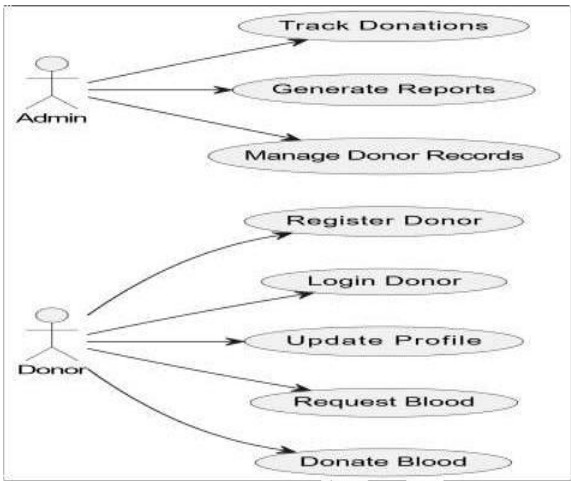 Track Donations
Generate Reports
Admin
Manage Donor Records
Register Donor
Login Donor
Update Profile
Donor
Request Blood
Donate Blood